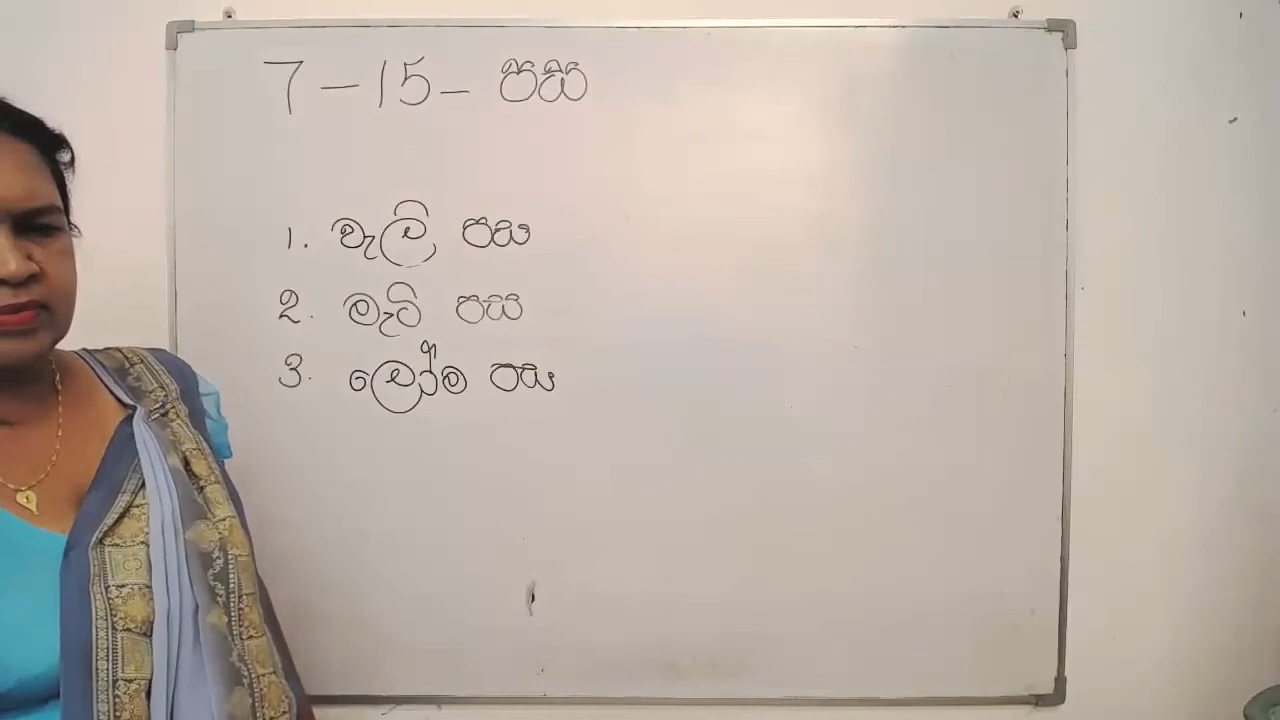 7 - 15 - පස
1. වැලි පස
2. මැටි පස
3. ලෝම පස